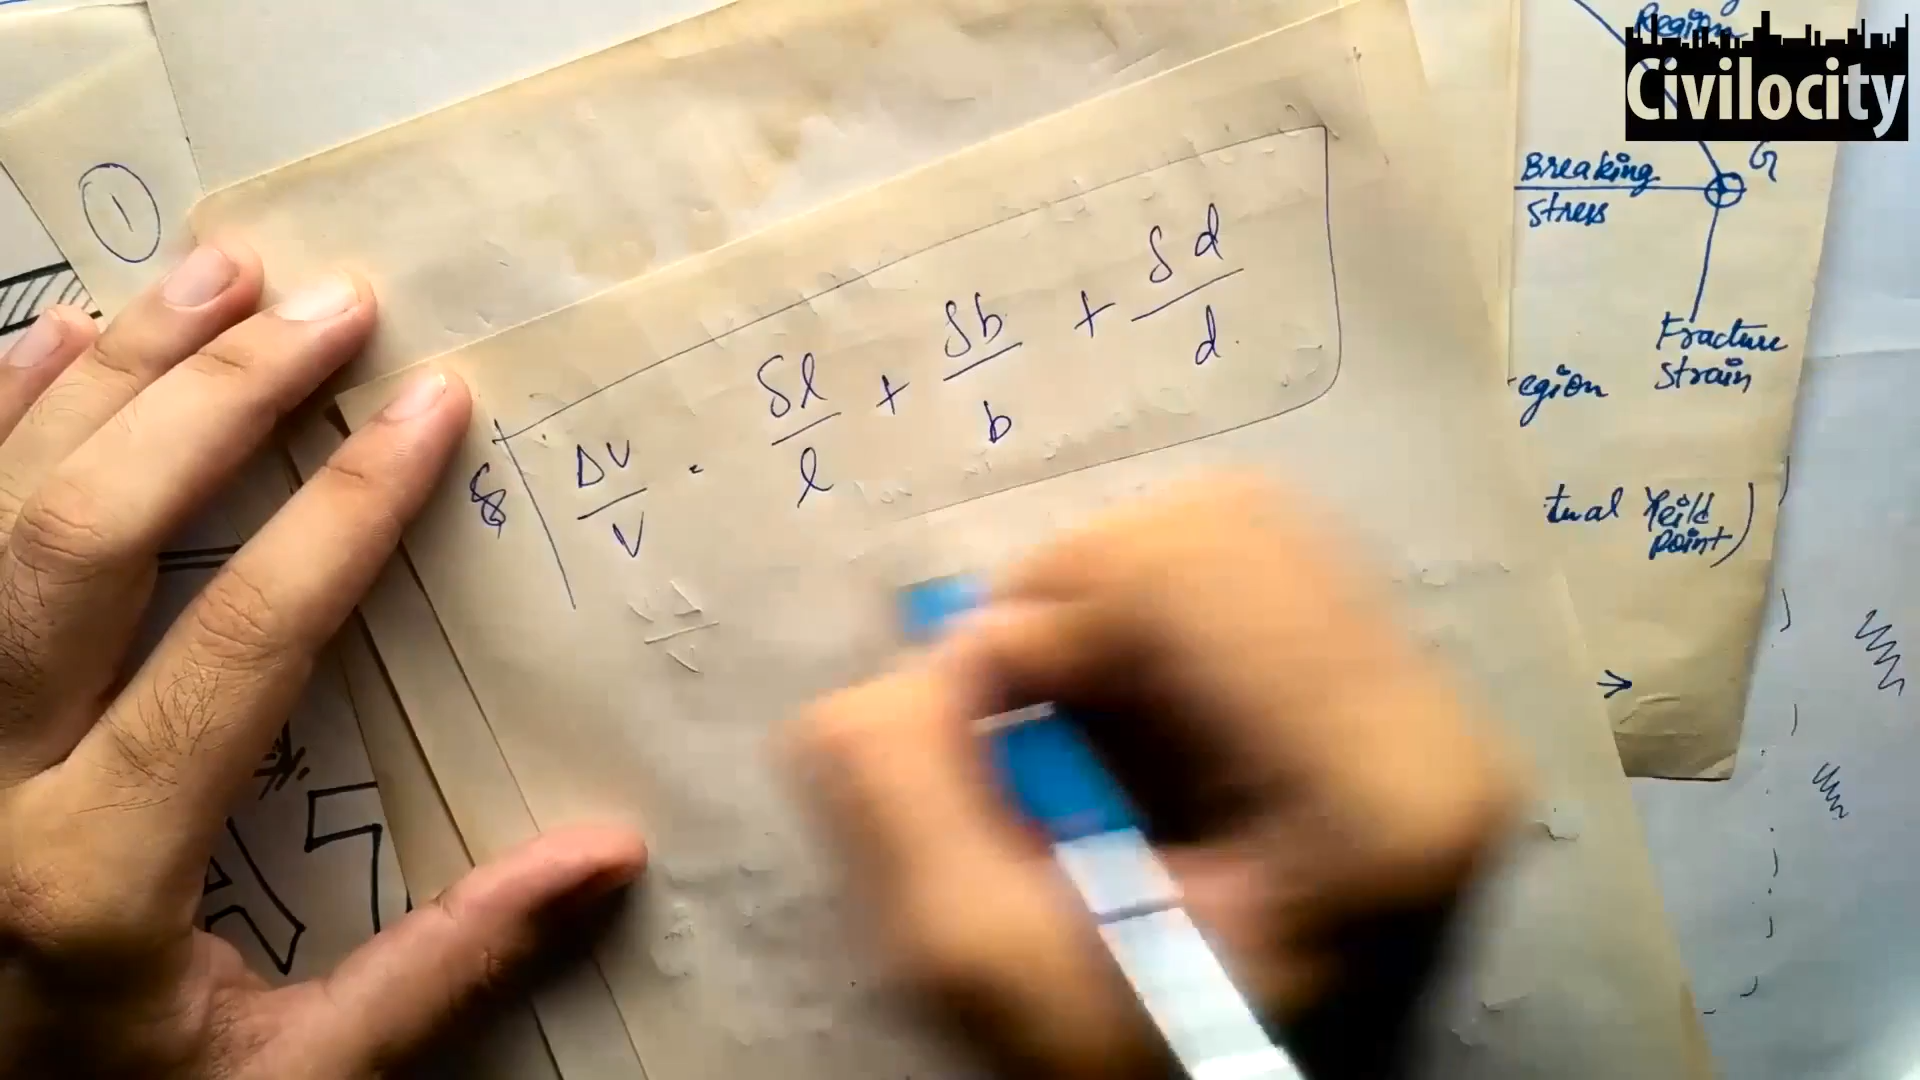 Region
Civilocity
G
Breaking
stress
Fracture
strain
egion
tual Yeild
point)
1
ΔV/V = δl/l + δb/b + δd/d